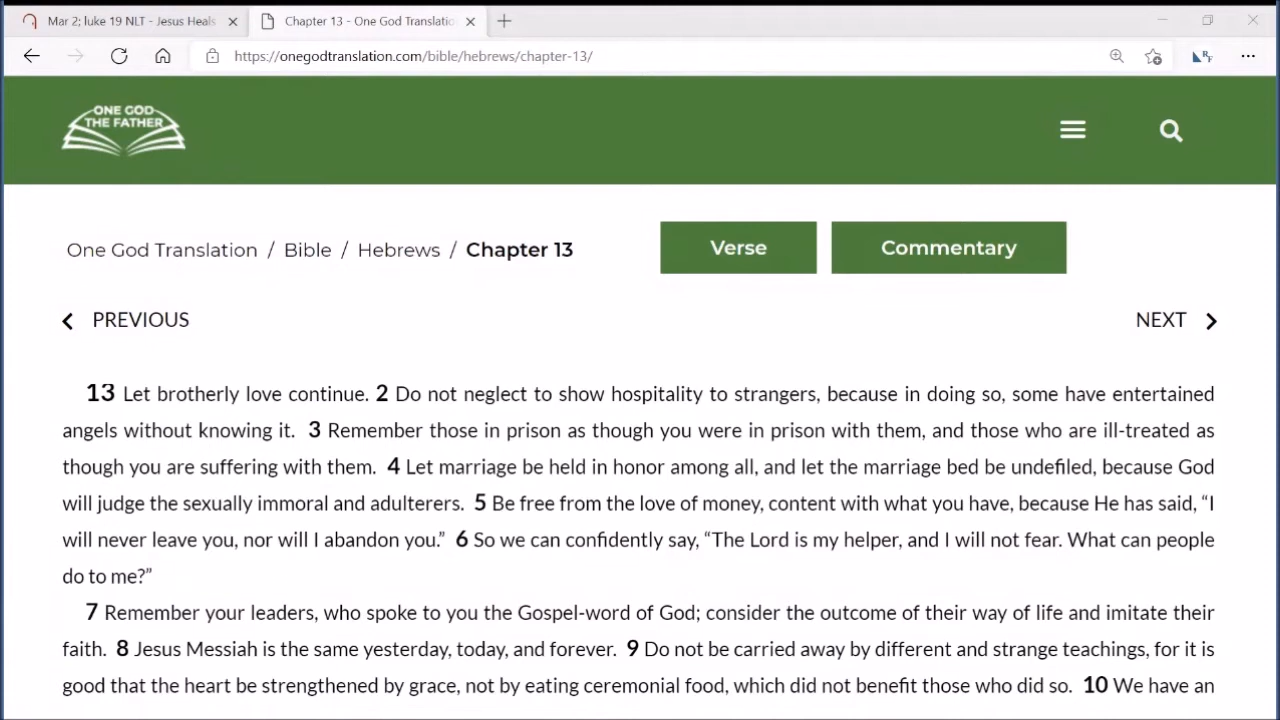 Mar 2; luke 19 NLT - Jesus Heals
Chapter 13 - One God Translatio
https://onegodtranslation.com/bible/hebrews/chapter-13/
ONE GOD
THE FATHER
One God Translation / Bible / Hebrews / Chapter 13
Verse
Commentary
PREVIOUS
NEXT
13 Let brotherly love continue. 2 Do not neglect to show hospitality to strangers, because in doing so, some have entertained
angels without knowing it. 3 Remember those in prison as though you were in prison with them, and those who are ill-treated as
though you are suffering with them. 4 Let marriage be held in honor among all, and let the marriage bed be undefiled, because God
will judge the sexually immoral and adulterers. 5 Be free from the love of money, content with what you have, because He has said, “I
will never leave you, nor will I abandon you.” 6 So we can confidently say, “The Lord is my helper, and I will not fear. What can people
do to me?”
7 Remember your leaders, who spoke to you the Gospel-word of God; consider the outcome of their way of life and imitate their
faith. 8 Jesus Messiah is the same yesterday, today, and forever. 9 Do not be carried away by different and strange teachings, for it is
good that the heart be strengthened by grace, not by eating ceremonial food, which did not benefit those who did so. 10 We have an